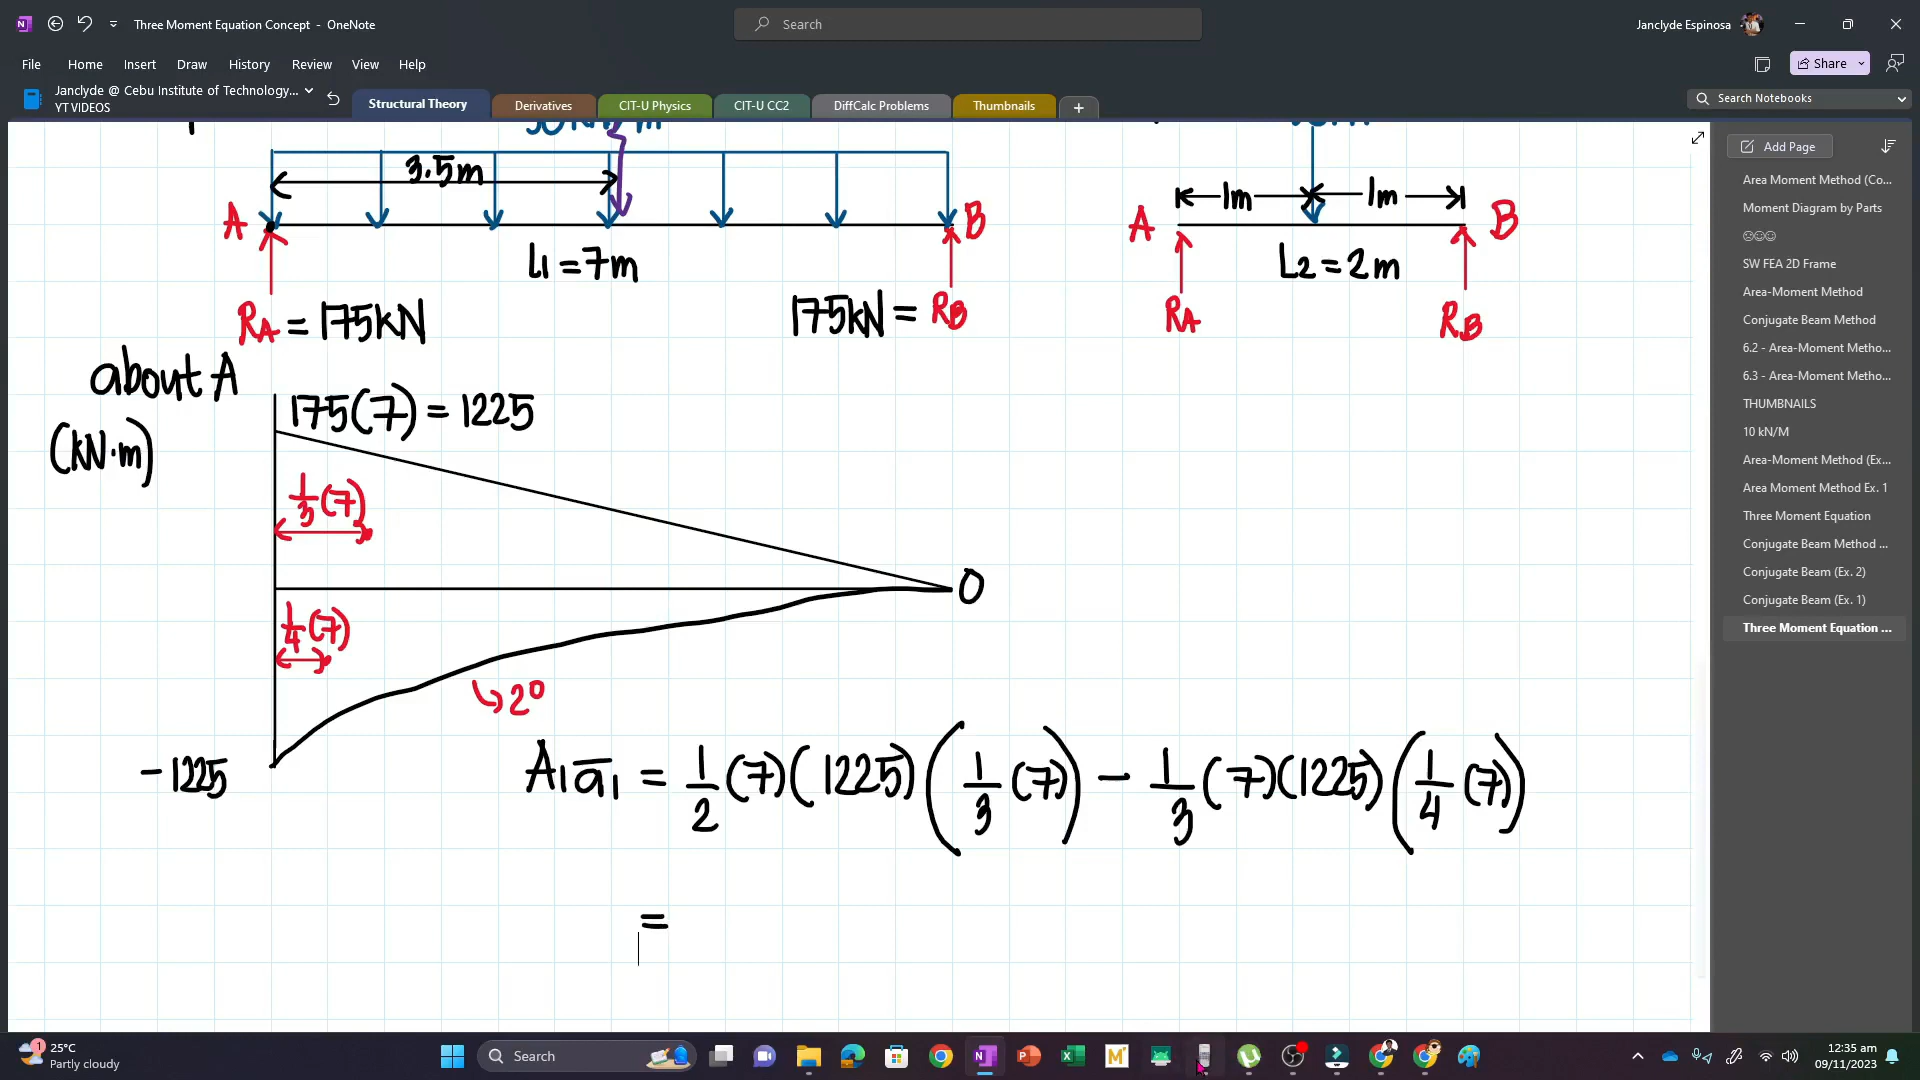 Three Moment Equation Concept - OneNote
Search
Janclyde Espinosa
File Home Insert Draw History Review View Help
Share
Janclyde @ Cebu Institute of Technology...
YT VIDEOS
Structural Theory
Derivatives
CIT-U Physics
CIT-U CC2
DiffCalc Problems
Thumbnails
+
Search Notebooks
Add Page
Area Moment Method (Co...
Moment Diagram by Parts
☹☺☺
SW FEA 2D Frame
Area-Moment Method
Conjugate Beam Method
6.2 - Area-Moment Metho...
6.3 - Area-Moment Metho...
THUMBNAILS
10 kN/M
Area-Moment Method (Ex...
Area Moment Method Ex. 1
Three Moment Equation
Conjugate Beam Method ...
Conjugate Beam (Ex. 2)
Conjugate Beam (Ex. 1)
Three Moment Equation ...
3.5m
A B
L1 = 7m
RA = 175kN
175kN = RB
1m 1m
A B
L2 = 2m
RA RB
about A
(kN·m)
175(7) = 1225
1/3 (7)
0
1/4 (7)
↳ 2°
-1225
A1ā1 = 1/2 (7)(1225)(1/3 (7)) - 1/3 (7)(1225)(1/4 (7))
=
1
25°C
Partly cloudy
Search
12:35 am
09/11/2023